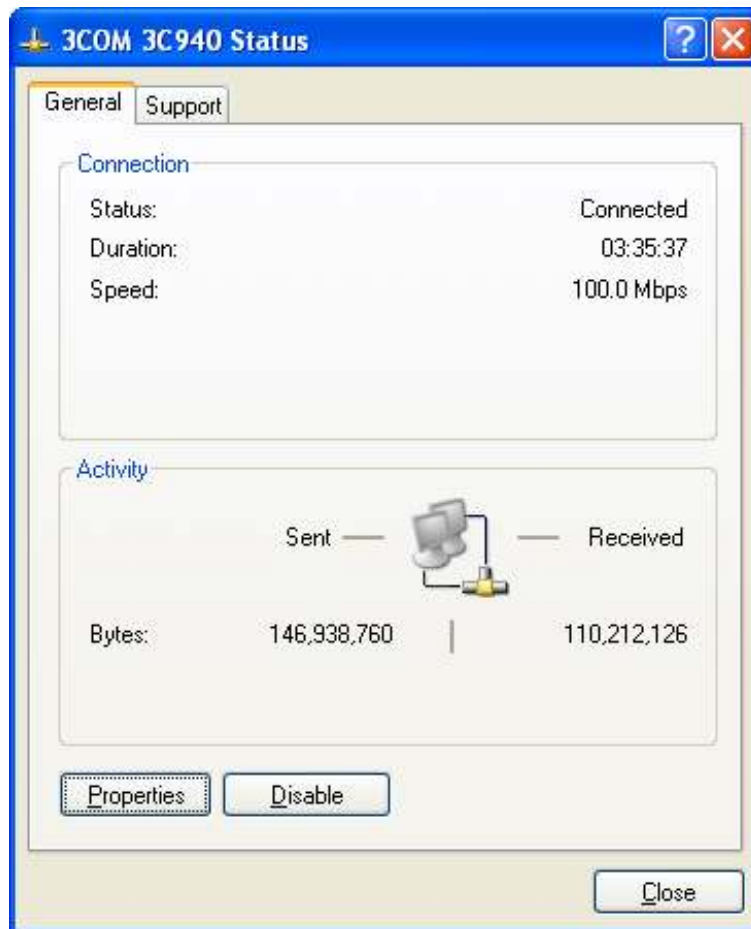 3COM 3C940 Status
General Support
Connection
Status: Connected
Duration: 03:35:37
Speed: 100.0 Mbps
Activity
Sent Received
Bytes: 146,938,760 110,212,126
Properties Disable
Close